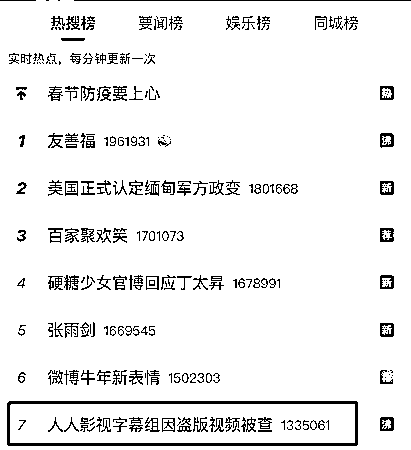 热搜榜 要闻榜 娱乐榜 同城榜
实时热点，每分钟更新一次
春节防疫要上心 热
1 友善福 1961931 沸
2 美国正式认定缅甸军方政变 1801668 新
3 百家聚欢笑 1701073 荐
4 硬糖少女官博回应丁太昇 1678991 新
5 张雨剑 1669545 新
6 微博牛年新表情 1502303
7 人人影视字幕组因盗版视频被查 1335061 沸